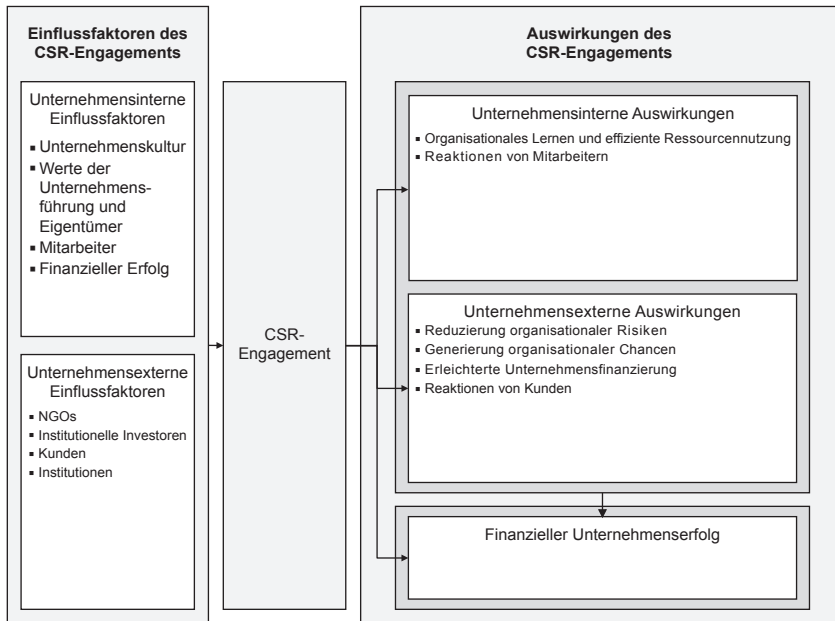 Einflussfaktoren des
CSR-Engagements
Unternehmensinterne
Einflussfaktoren
▪ Unternehmenskultur
▪ Werte der
Unternehmens-
führung und
Eigentümer
▪ Mitarbeiter
▪ Finanzieller Erfolg
Unternehmensexterne
Einflussfaktoren
▪ NGOs
▪ Institutionelle Investoren
▪ Kunden
▪ Institutionen
CSR-
Engagement
Auswirkungen des
CSR-Engagements
Unternehmensinterne Auswirkungen
▪ Organisationales Lernen und effiziente Ressourcennutzung
▪ Reaktionen von Mitarbeitern
Unternehmensexterne Auswirkungen
▪ Reduzierung organisationaler Risiken
▪ Generierung organisationaler Chancen
▪ Erleichterte Unternehmensfinanzierung
▪ Reaktionen von Kunden
Finanzieller Unternehmenserfolg